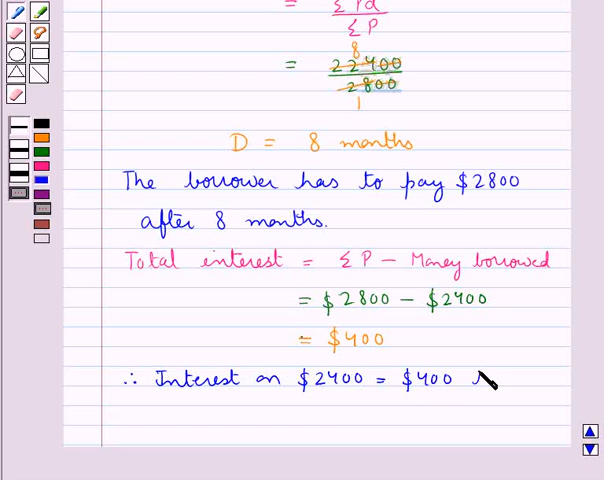 = ΣPd / ΣP
8
= 22400 / 2800
1
D = 8 months
The borrower has to pay $2800
after 8 months.
Total interest = ΣP - Money borrowed
= $2800 - $2400
= $400
∴ Interest on $2400 = $400